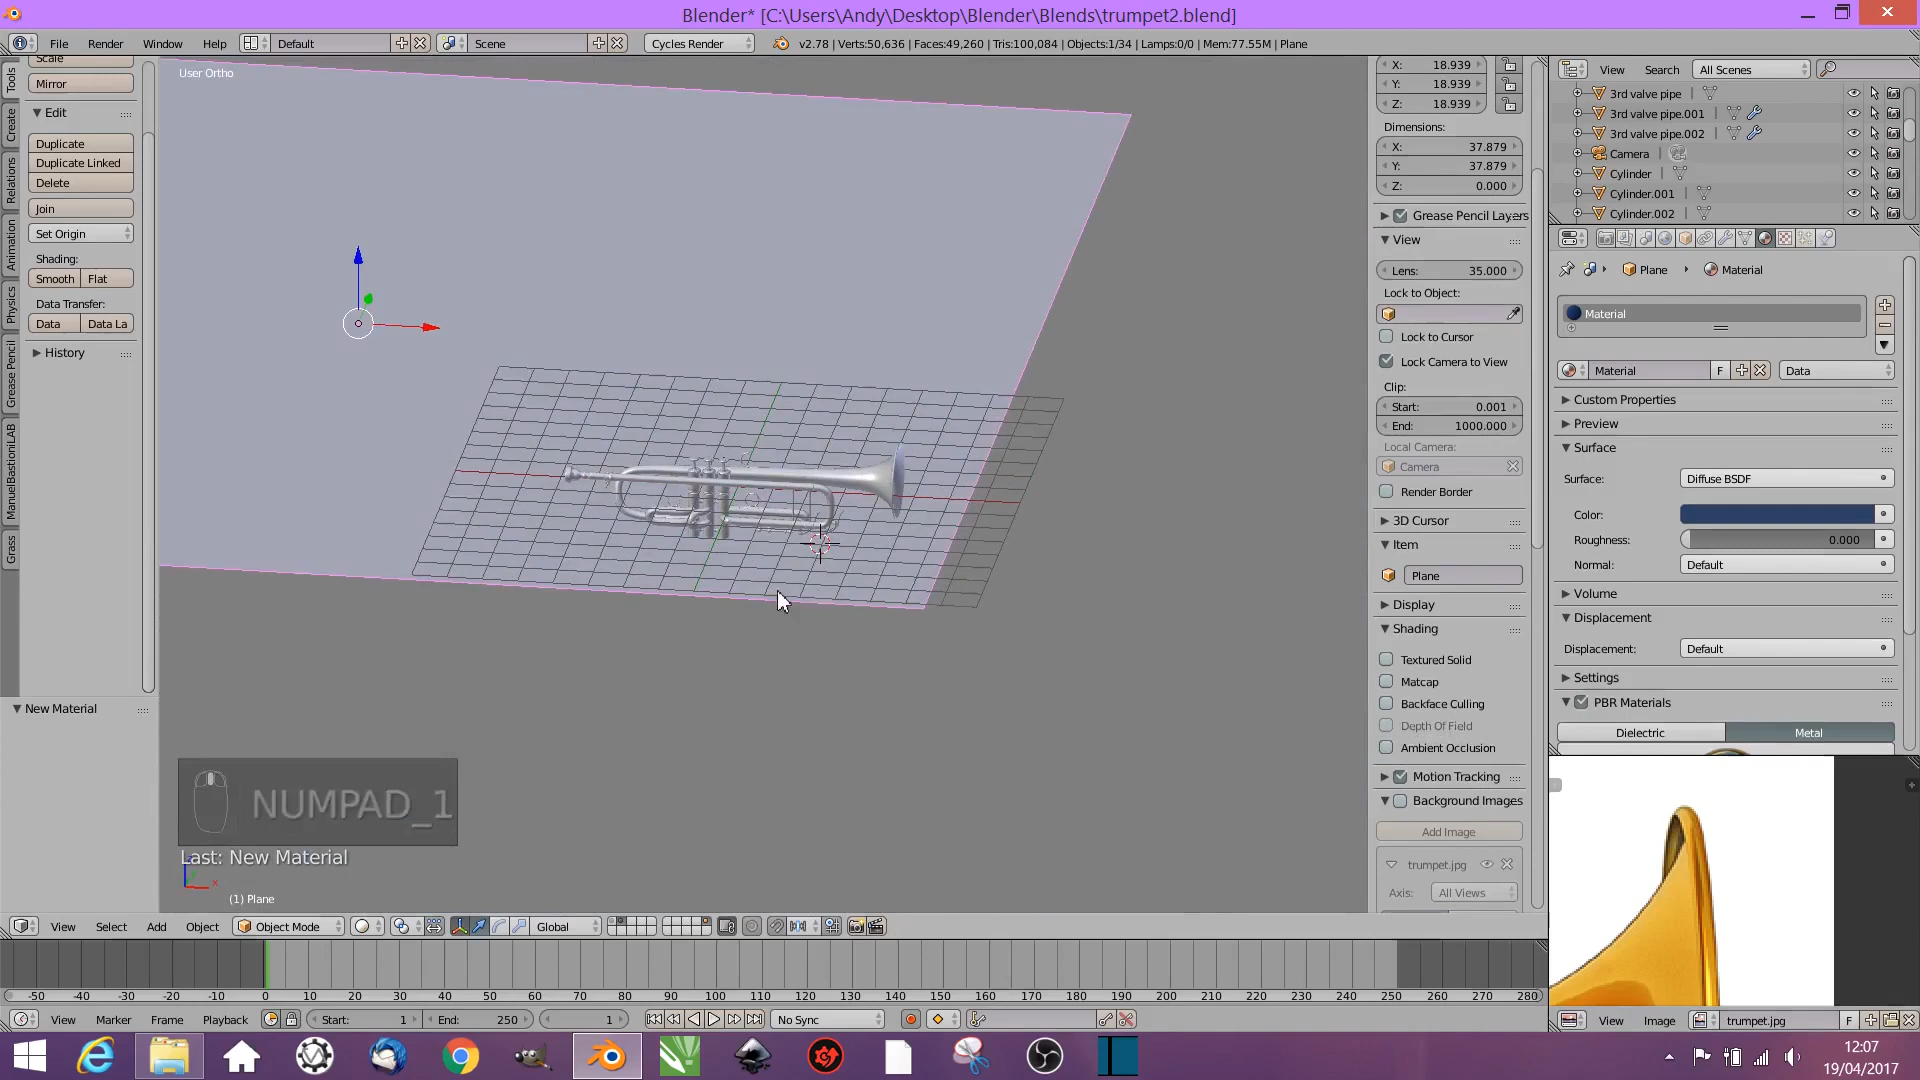 Blender* [C:\Users\Andy\Desktop\Blender\Blends\trumpet2.blend]
File Render Window Help Default Scene Cycles Render v2.78 | Verts:50,636 | Faces:49,260 | Tris:100,084 | Objects:1/34 | Lamps:0/0 | Mem:77.55M | Plane
Tools
Create
Relations
Animation
Physics
Grease Pencil
ManuelBastioniLAB
Grass
Scale
Mirror
Edit
Duplicate
Duplicate Linked
Delete
Join
Set Origin
Shading:
Smooth Flat
Data Transfer:
Data Data La
History
New Material
User Ortho
NUMPAD_1
Last: New Material
x
(1) Plane
X: 18.939
Y: 18.939
Z: 18.939
Dimensions:
X: 37.879
Y: 37.879
Z: 0.000
Grease Pencil Layers
View
Lens: 35.000
Lock to Object:
Lock to Cursor
Lock Camera to View
Clip:
Start: 0.001
End: 1000.000
Local Camera:
Camera
Render Border
3D Cursor
Item
Plane
Display
Shading
Textured Solid
Matcap
Backface Culling
Depth Of Field
Ambient Occlusion
Motion Tracking
Background Images
Add Image
trumpet.jpg
Axis: All Views
View Search All Scenes
3rd valve pipe
3rd valve pipe.001
3rd valve pipe.002
Camera
Cylinder
Cylinder.001
Cylinder.002
Plane Material
Material
Material F Data
Custom Properties
Preview
Surface
Surface: Diffuse BSDF
Color:
Roughness: 0.000
Normal: Default
Volume
Displacement
Displacement: Default
Settings
PBR Materials
Dielectric Metal
View Select Add Object Object Mode Global
-50 -40 -30 -20 -10 0 10 20 30 40 50 60 70 80 90 100 110 120 130 140 150 160 170 180 190 200 210 220 230 240 250 260 270 280
View Marker Frame Playback Start: 1 End: 250 1 No Sync
View Image trumpet.jpg F
12:07
19/04/2017